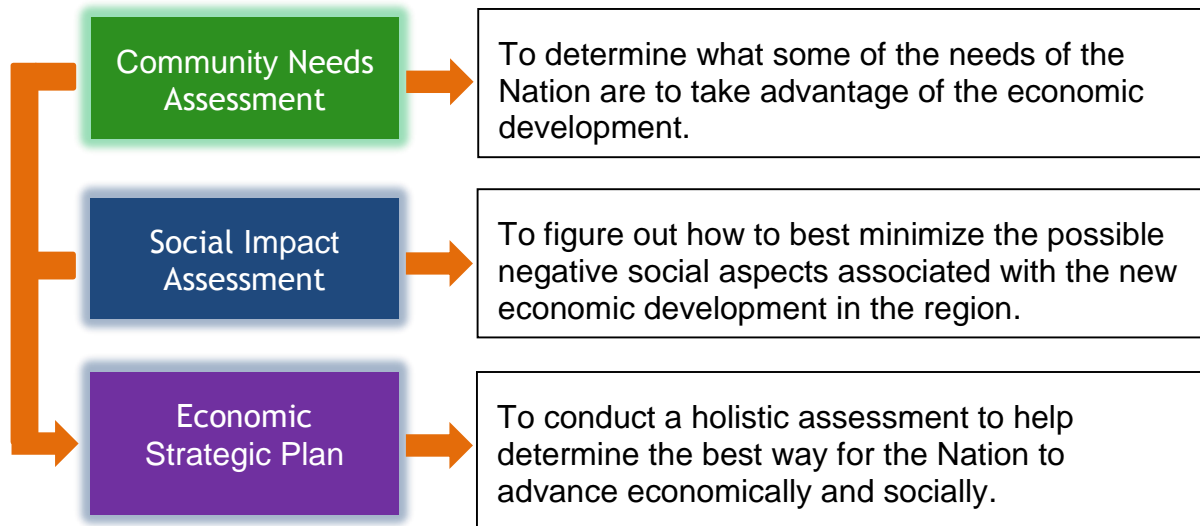 Community Needs
Assessment
To determine what some of the needs of the
Nation are to take advantage of the economic
development.
Social Impact
Assessment
To figure out how to best minimize the possible
negative social aspects associated with the new
economic development in the region.
Economic
Strategic Plan
To conduct a holistic assessment to help
determine the best way for the Nation to
advance economically and socially.